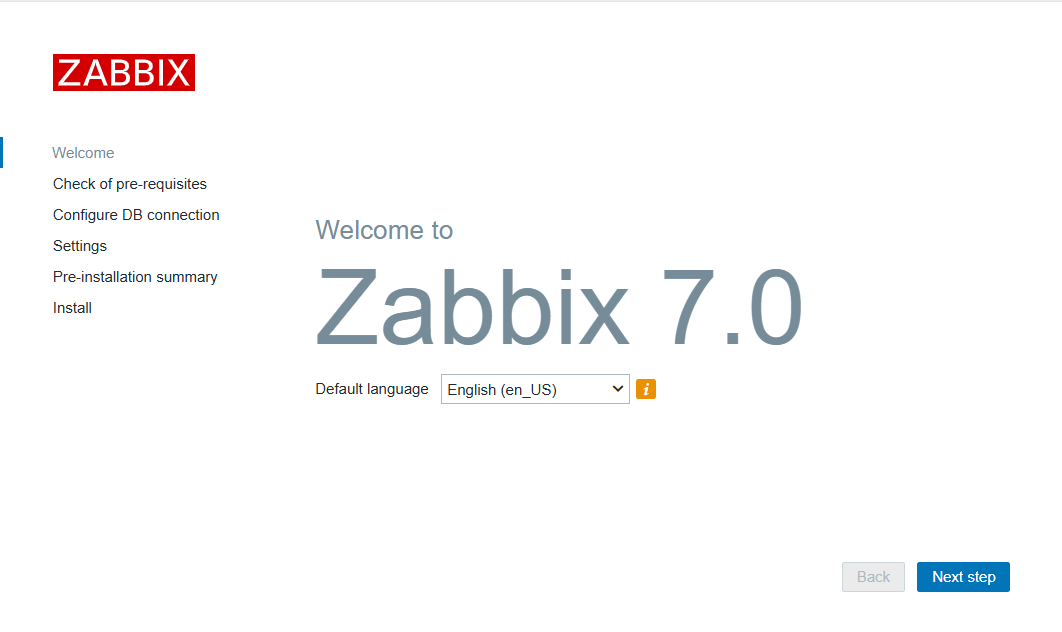 ZABBIX
Welcome
Check of pre-requisites
Configure DB connection
Settings
Pre-installation summary
Install
Welcome to
Zabbix 7.0
Default language English (en_US) i
Back Next step